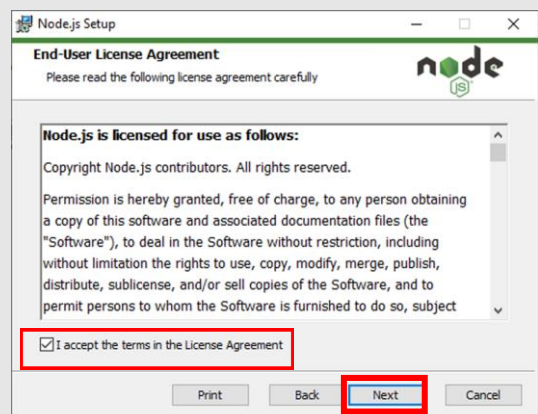 Node.js Setup
End-User License Agreement
Please read the following license agreement carefully
node
JS
Node.js is licensed for use as follows:
Copyright Node.js contributors. All rights reserved.
Permission is hereby granted, free of charge, to any person obtaining
a copy of this software and associated documentation files (the
"Software"), to deal in the Software without restriction, including
without limitation the rights to use, copy, modify, merge, publish,
distribute, sublicense, and/or sell copies of the Software, and to
permit persons to whom the Software is furnished to do so, subject
I accept the terms in the License Agreement
Print Back Next Cancel